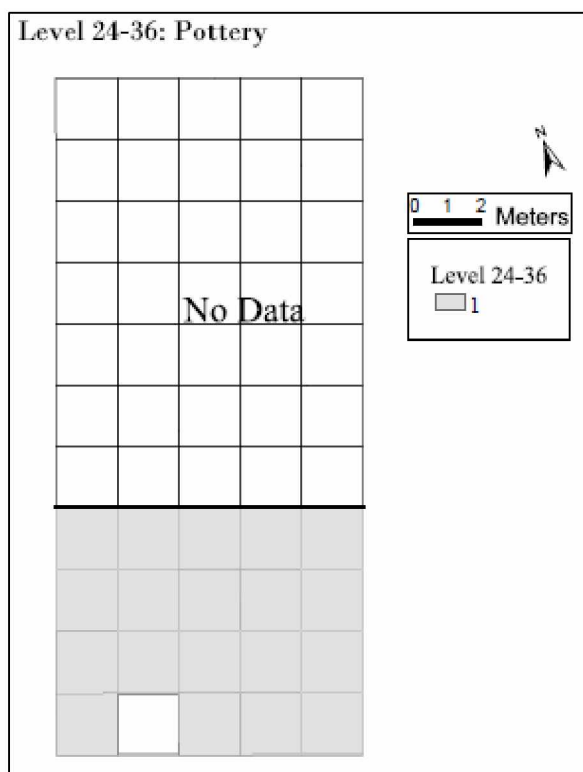 Level 24-36: Pottery
N
0 1 2 Meters
Level 24-36
1
No Data